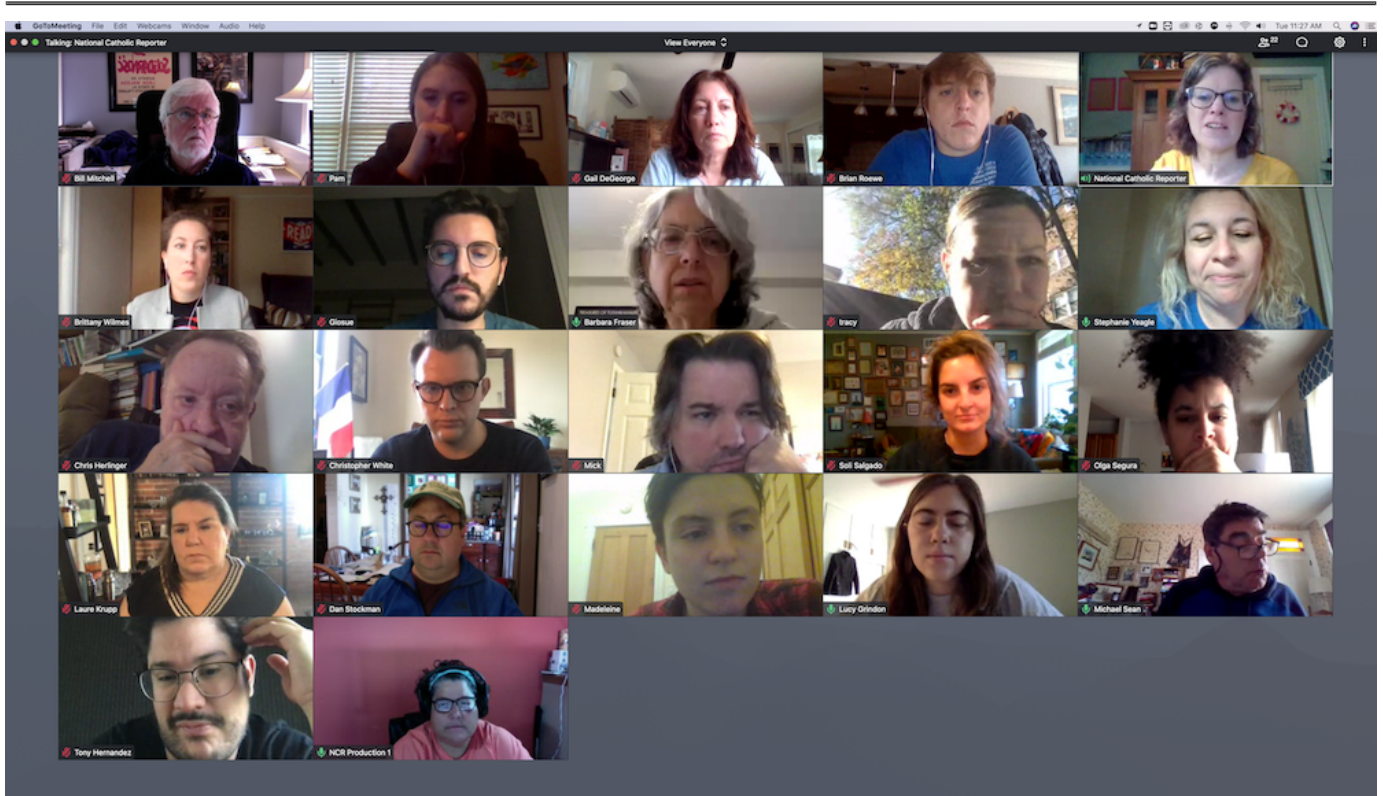 GoToMeeting File Edit Webcams Window Audio Help Tue 11:27 AM
Talking: National Catholic Reporter View Everyone 22
Bill Mitchell
Pam
Gail DeGeorge
Brian Roewe
National Catholic Reporter
READ
Brittany Wilmes
Giosue
Barbara Fraser
tracy
Stephanie Yeagle
Chris Herlinger
Christopher White
Mick
Soli Salgado
Olga Segura
Laure Krupp
Dan Stockman
Madeleine
Lucy Grindon
Michael Sean ...
Tony Hernandez
NCR Production 1